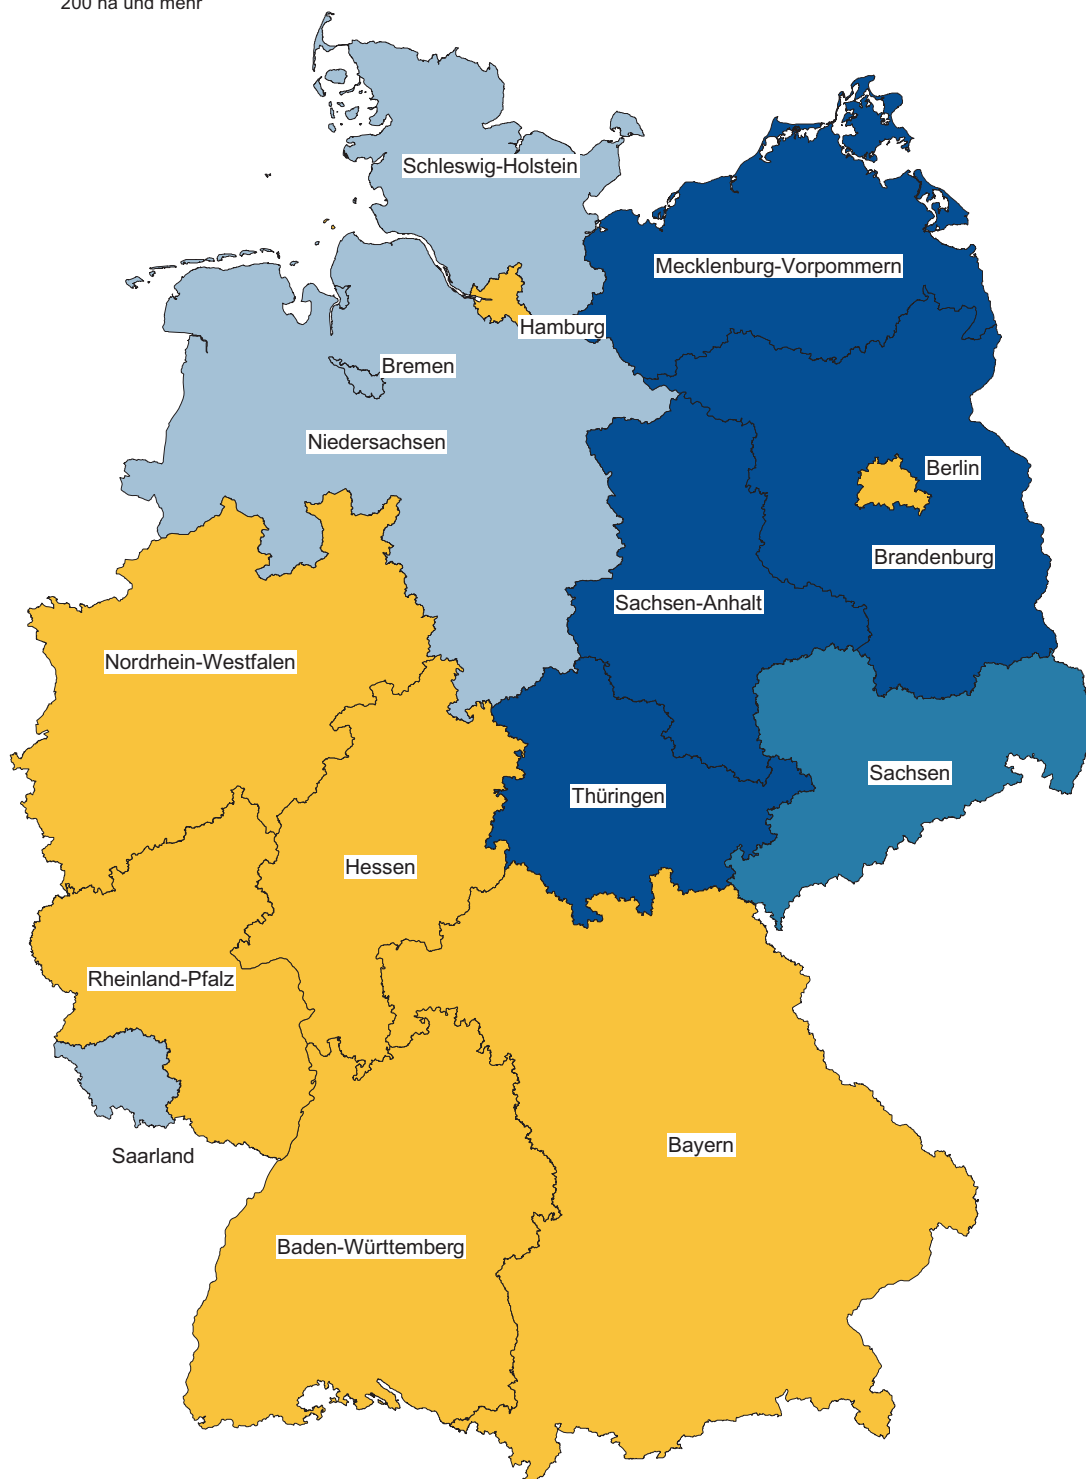 200 ha und mehr
Schleswig-Holstein
Mecklenburg-Vorpommern
Hamburg
Bremen
Niedersachsen
Berlin
Brandenburg
Sachsen-Anhalt
Nordrhein-Westfalen
Sachsen
Thüringen
Hessen
Rheinland-Pfalz
Bayern
Saarland
Baden-Württemberg